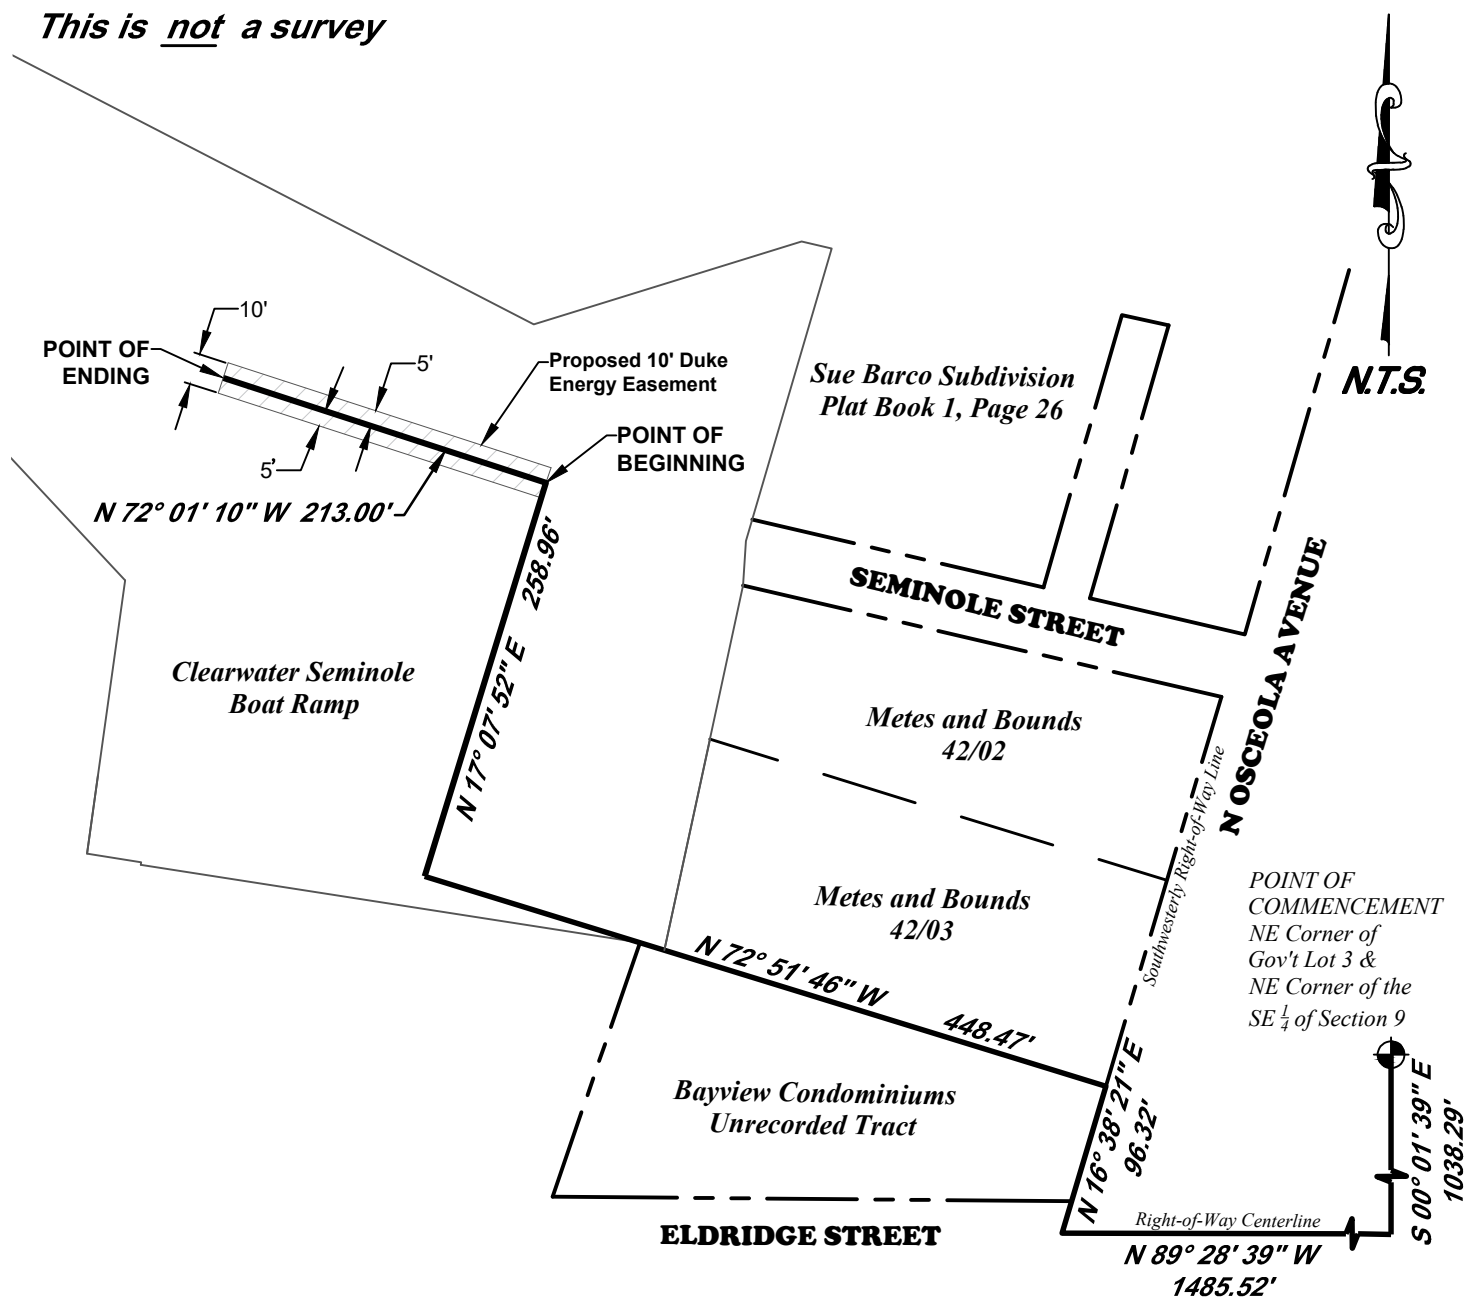 This is not a survey
N.T.S.
10'
5'
POINT OF
ENDING
Proposed 10' Duke
Energy Easement
Sue Barco Subdivision
Plat Book 1, Page 26
POINT OF
BEGINNING
5'
N 72° 01' 10" W 213.00'
258.96'
N 17° 07' 52" E
SEMINOLE STREET
N OSCEOLA AVENUE
Clearwater Seminole
Boat Ramp
Metes and Bounds
42/02
Southwesterly Right-of-Way Line
Metes and Bounds
42/03
POINT OF
COMMENCEMENT
NE Corner of
Gov't Lot 3 &
NE Corner of the
SE 1/4 of Section 9
N 72° 51' 46" W
448.47'
Bayview Condominiums
Unrecorded Tract
N 16° 38' 21" E
96.32'
S 00° 01' 39" E
1038.29'
ELDRIDGE STREET
Right-of-Way Centerline
N 89° 28' 39" W
1485.52'